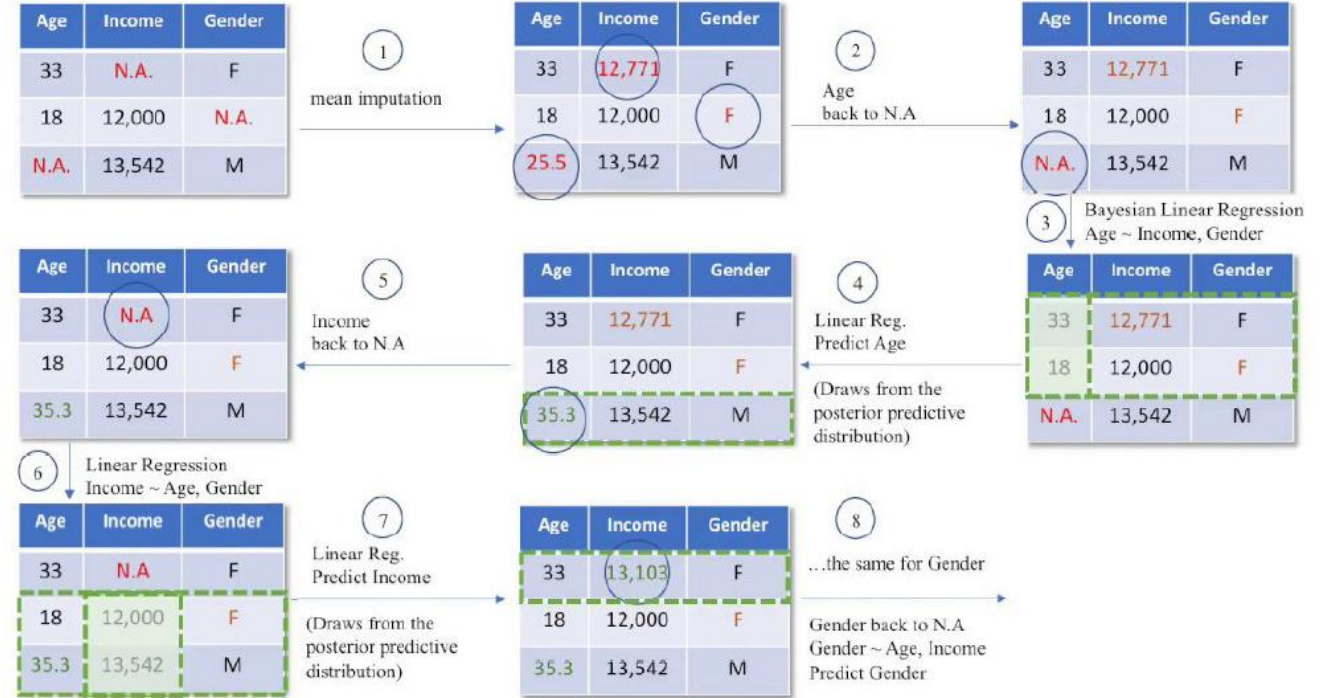 Age Income Gender
33 N.A. F
18 12,000 N.A.
N.A. 13,542 M
1
mean imputation
Age Income Gender
33 12,771 F
18 12,000 F
25.5 13,542 M
2
Age
back to N.A
Age Income Gender
33 12,771 F
18 12,000 F
N.A. 13,542 M
3
Bayesian Linear Regression
Age ~ Income, Gender
Age Income Gender
33 12,771 F
18 12,000 F
N.A. 13,542 M
4
Linear Reg.
Predict Age
(Draws from the
posterior predictive
distribution)
Age Income Gender
33 12,771 F
18 12,000 F
35.3 13,542 M
5
Income
back to N.A
Age Income Gender
33 N.A F
18 12,000 F
35.3 13,542 M
6
Linear Regression
Income ~ Age, Gender
Age Income Gender
33 N.A F
18 12,000 F
35.3 13,542 M
7
Linear Reg.
Predict Income
(Draws from the
posterior predictive
distribution)
Age Income Gender
33 13,103 F
18 12,000 F
35.3 13,542 M
8
...the same for Gender
Gender back to N.A
Gender ~ Age, Income
Predict Gender